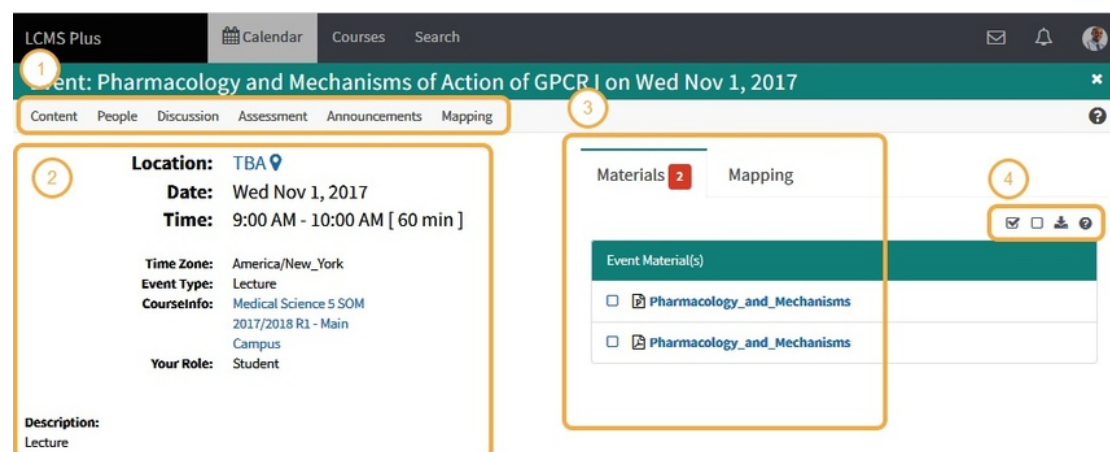 LCMS Plus Calendar Courses Search
1
Event: Pharmacology and Mechanisms of Action of GPCR I on Wed Nov 1, 2017
3
Content People Discussion Assessment Announcements Mapping
2
Location: TBA
Date: Wed Nov 1, 2017
Time: 9:00 AM - 10:00 AM [ 60 min ]
Time Zone: America/New_York
Event Type: Lecture
CourseInfo: Medical Science 5 SOM
2017/2018 R1 - Main
Campus
Your Role: Student
Description:
Lecture
Materials 2 Mapping
4
Event Material(s)
Pharmacology_and_Mechanisms
Pharmacology_and_Mechanisms